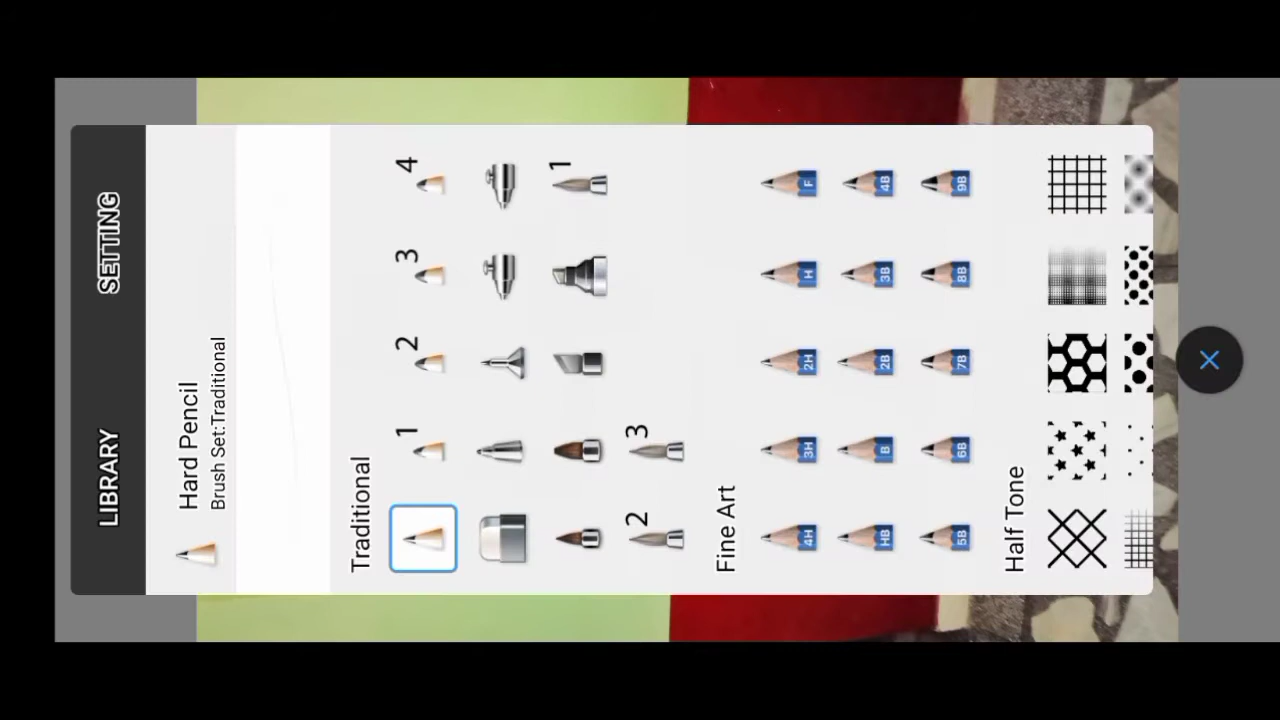 LIBRARY SETTING
Hard Pencil
Brush Set:Traditional
Traditional
1 2 3 4
1
2 3
Fine Art
4H 3H 2H H F
HB B 2B 3B 4B
5B 6B 7B 8B 9B
Half Tone